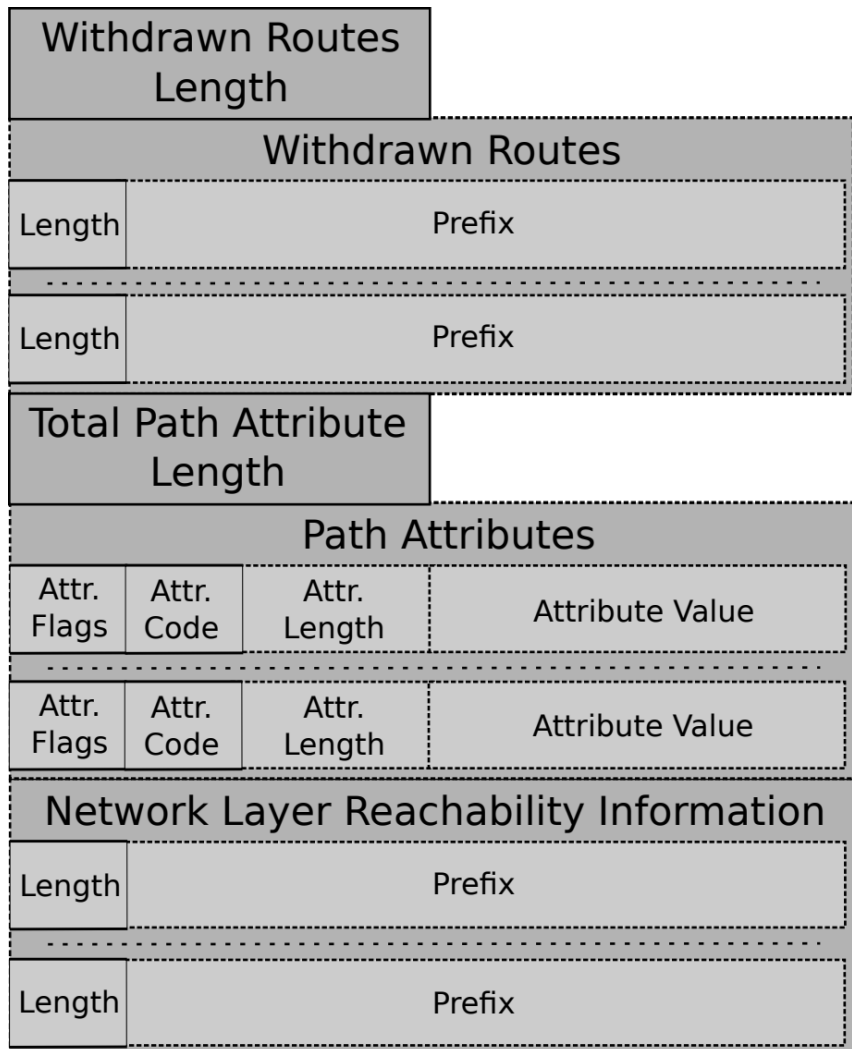 Withdrawn Routes
Length
Withdrawn Routes
Length Prefix
Length Prefix
Total Path Attribute
Length
Path Attributes
Attr. Flags Attr. Code Attr. Length Attribute Value
Attr. Flags Attr. Code Attr. Length Attribute Value
Network Layer Reachability Information
Length Prefix
Length Prefix